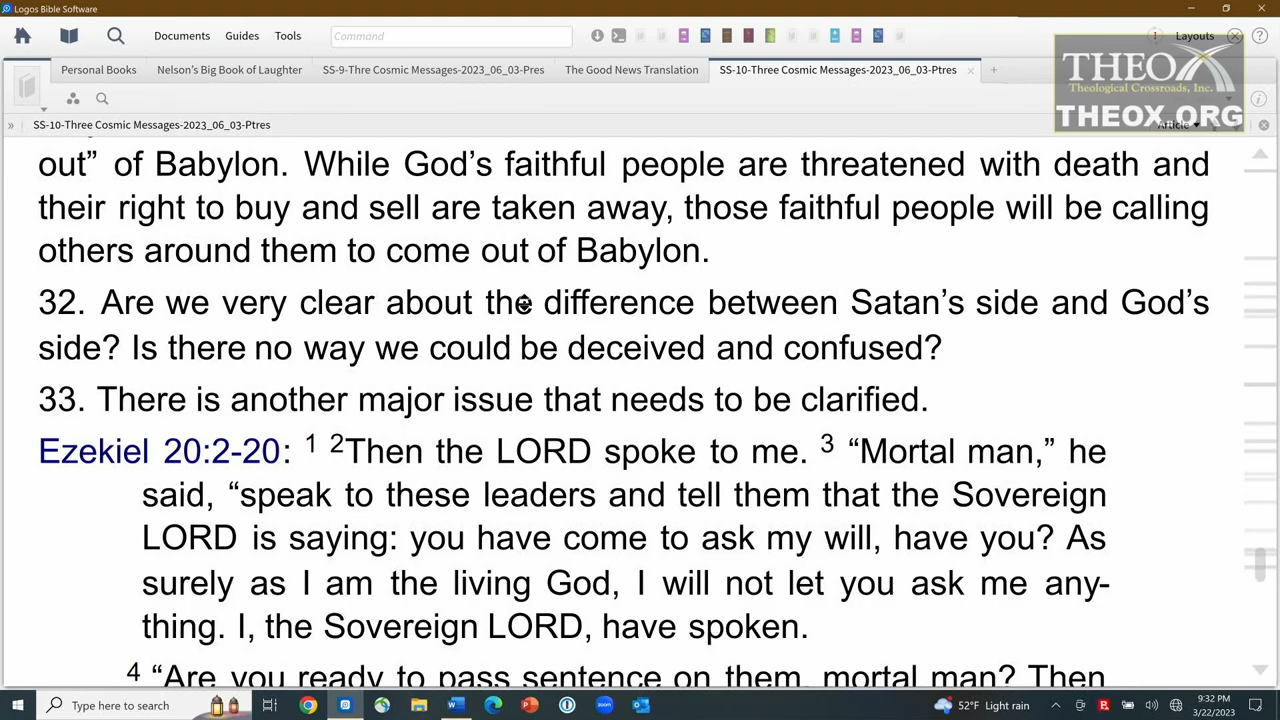 Logos Bible Software
Documents Guides Tools Command Layouts
Personal Books Nelson's Big Book of Laughter SS-9-Thre Cosmic Messages-2023_06_03-Pres The Good News Translation SS-10-Three Cosmic Messages-2023_06_03-Ptres
THEOX
Theological Crossroads, Inc.
THEOX.ORG
SS-10-Three Cosmic Messages-2023_06_03-Ptres Article
out” of Babylon. While God’s faithful people are threatened with death and
their right to buy and sell are taken away, those faithful people will be calling
others around them to come out of Babylon.
32. Are we very clear about the difference between Satan’s side and God’s
side? Is there no way we could be deceived and confused?
33. There is another major issue that needs to be clarified.
Ezekiel 20:2-20: 1 2Then the LORD spoke to me. 3 “Mortal man,” he
said, “speak to these leaders and tell them that the Sovereign
LORD is saying: you have come to ask my will, have you? As
surely as I am the living God, I will not let you ask me any-
thing. I, the Sovereign LORD, have spoken.
4 “Are you ready to pass sentence on them, mortal man? Then
Type here to search
52°F Light rain
9:32 PM
3/22/2023